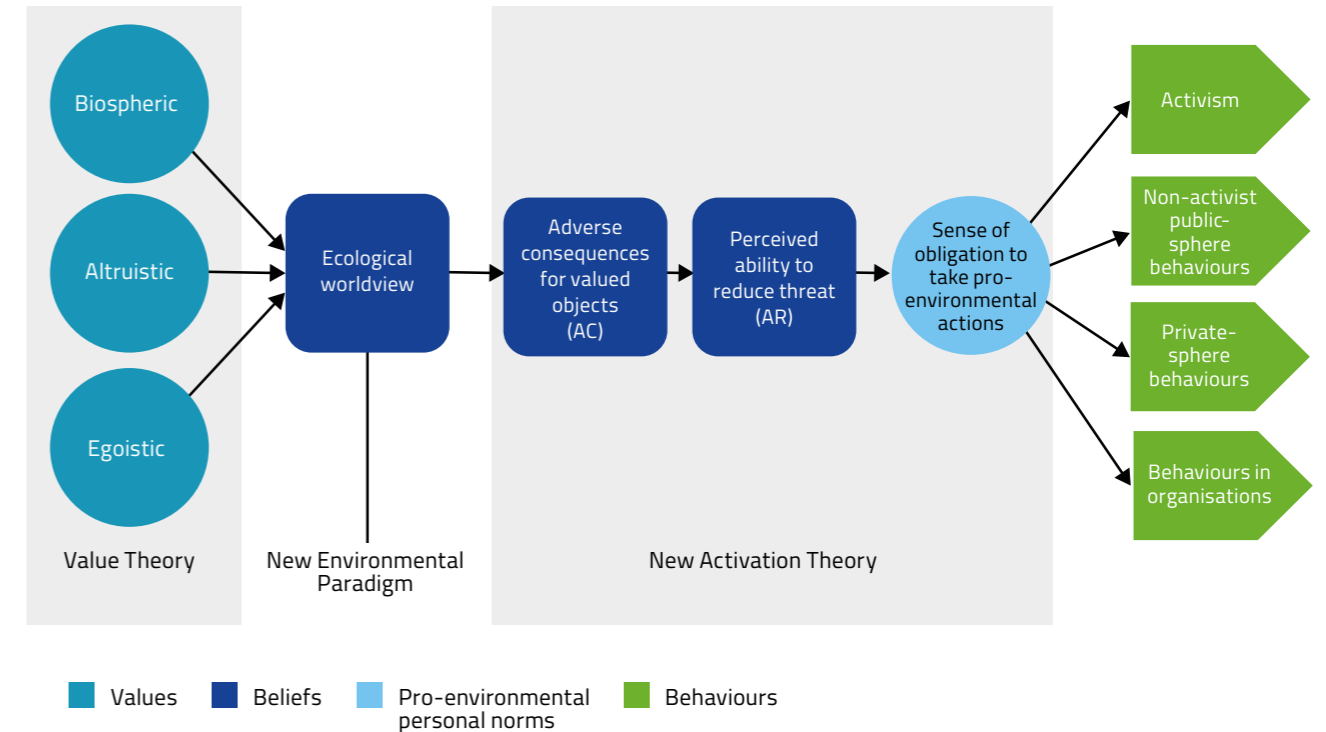 Biospheric
Altruistic
Egoistic
Value Theory
Ecological
worldview
New Environmental
Paradigm
Adverse
consequences
for valued
objects
(AC)
Perceived
ability to
reduce threat
(AR)
Sense of
obligation to
take pro-
environmental
actions
New Activation Theory
Activism
Non-activist
public-
sphere
behaviours
Private-
sphere
behaviours
Behaviours in
organisations
Values
Beliefs
Pro-environmental
personal norms
Behaviours